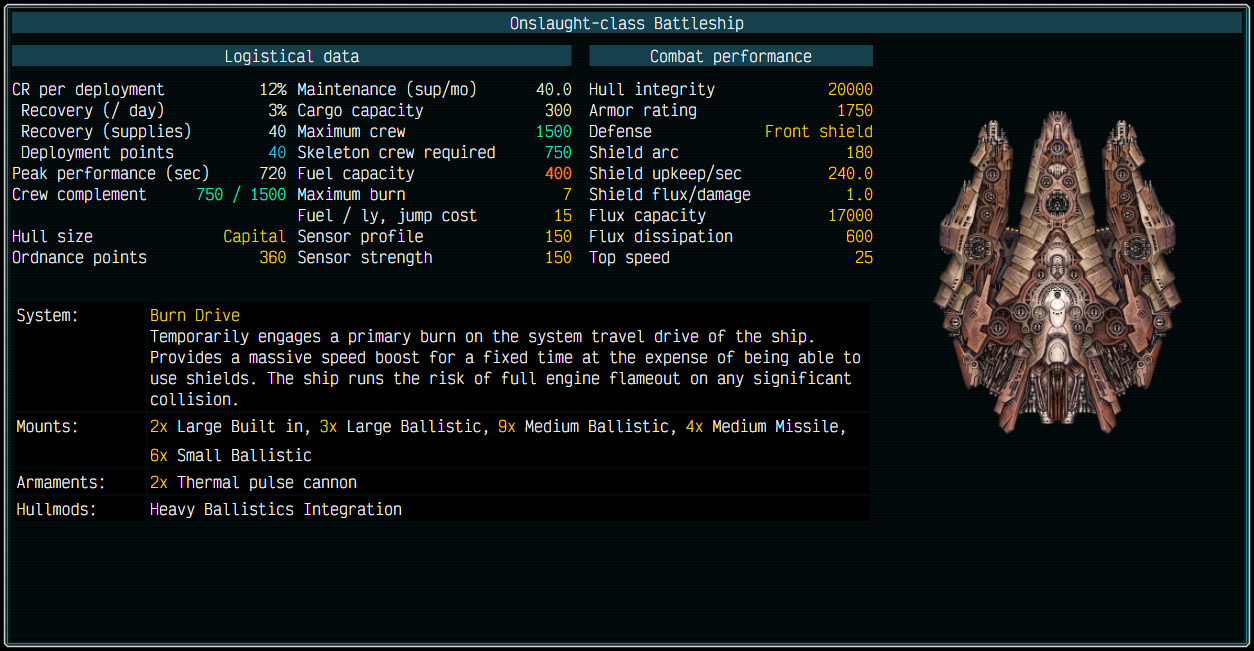 Onslaught-class Battleship
Logistical data
CR per deployment 12% Maintenance (sup/mo) 40.0
Recovery (/ day) 3% Cargo capacity 300
Recovery (supplies) 40 Maximum crew 1500
Deployment points 40 Skeleton crew required 750
Peak performance (sec) 720 Fuel capacity 400
Crew complement 750 / 1500 Maximum burn 7
Fuel / ly, jump cost 15
Hull size Capital Sensor profile 150
Ordnance points 360 Sensor strength 150
Combat performance
Hull integrity 20000
Armor rating 1750
Defense Front shield
Shield arc 180
Shield upkeep/sec 240.0
Shield flux/damage 1.0
Flux capacity 17000
Flux dissipation 600
Top speed 25
System: Burn Drive
Temporarily engages a primary burn on the system travel drive of the ship.
Provides a massive speed boost for a fixed time at the expense of being able to
use shields. The ship runs the risk of full engine flameout on any significant
collision.
Mounts: 2x Large Built in, 3x Large Ballistic, 9x Medium Ballistic, 4x Medium Missile,
6x Small Ballistic
Armaments: 2x Thermal pulse cannon
Hullmods: Heavy Ballistics Integration